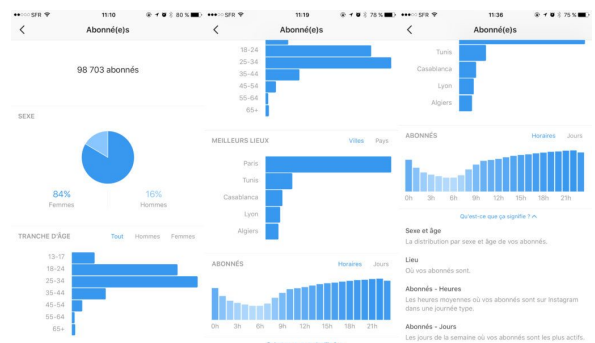 SFR 11:10 80 %
Abonné(e)s
98 703 abonnés
SEXE
84%
Femmes
16%
Hommes
TRANCHE D'ÂGE Tout Hommes Femmes
13-17
18-24
25-34
35-44
45-54
55-64
65+
SFR 11:19 78 %
Abonné(e)s
18-24
25-34
35-44
45-54
55-64
65+
MEILLEURS LIEUX Villes Pays
Paris
Tunis
Casablanca
Lyon
Algiers
ABONNÉS Horaires Jours
0h 3h 6h 9h 12h 15h 18h 21h
SFR 11:36 75 %
Abonné(e)s
Tunis
Casablanca
Lyon
Algiers
ABONNÉS Horaires Jours
0h 3h 6h 9h 12h 15h 18h 21h
Qu'est-ce que ça signifie ?
Sexe et âge
La distribution par sexe et âge de vos abonnés.
Lieu
Où vos abonnés sont.
Abonnés - Heures
Les heures moyennes où vos abonnés sont sur Instagram
dans une journée type.
Abonnés - Jours
Les jours de la semaine où vos abonnés sont les plus actifs.